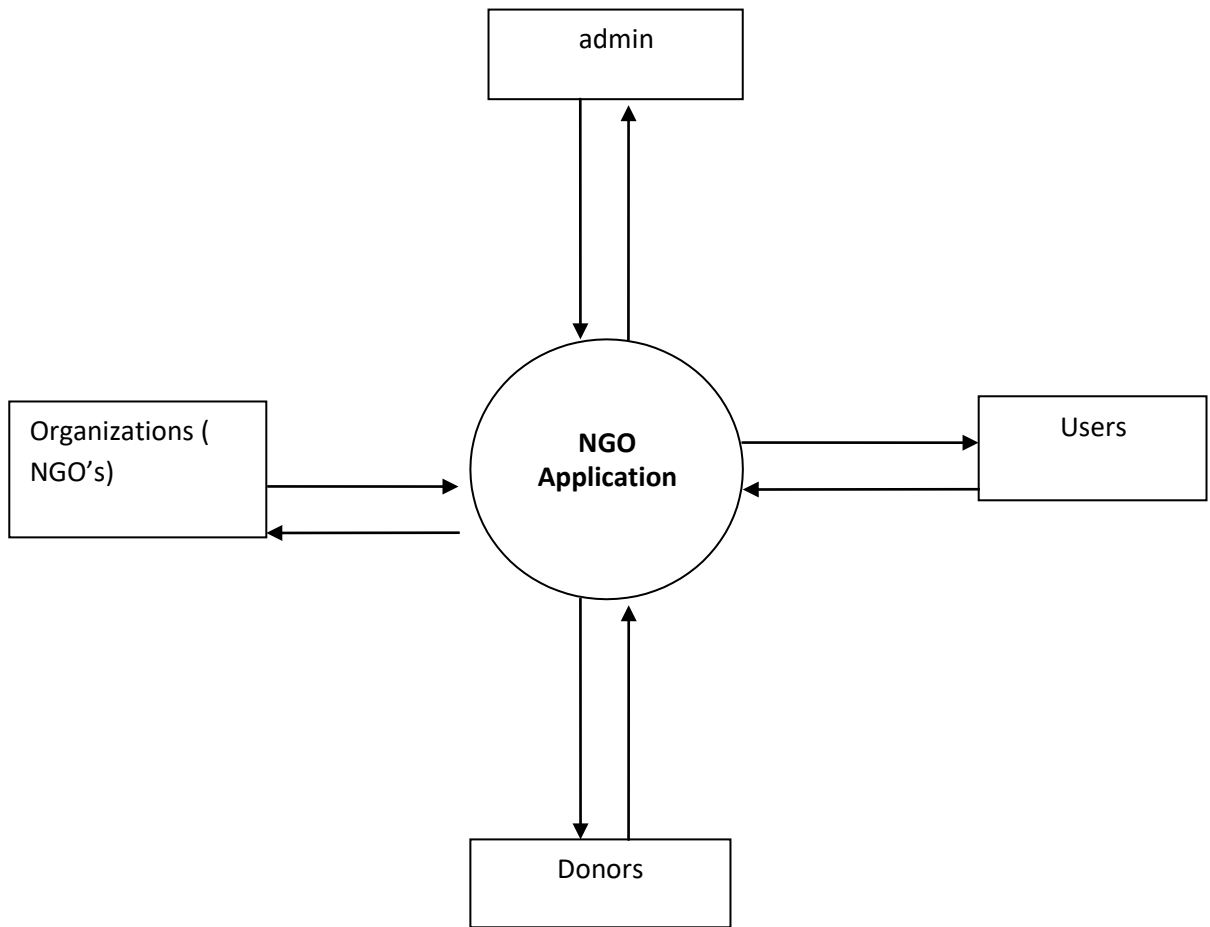 admin
Organizations (
NGO’s)
NGO
Application
Users
Donors